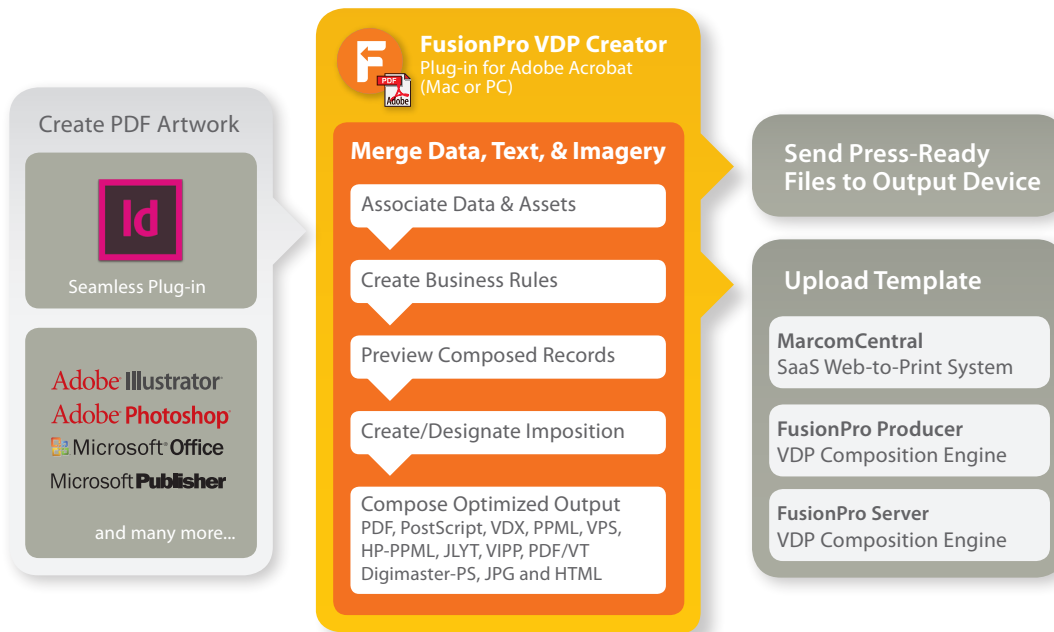 Create PDF Artwork
Id
Seamless Plug-in
Adobe Illustrator
Adobe Photoshop
Microsoft Office
Microsoft Publisher
and many more...
F
PDF
Adobe
FusionPro VDP Creator
Plug-in for Adobe Acrobat
(Mac or PC)
Merge Data, Text, & Imagery
Associate Data & Assets
Create Business Rules
Preview Composed Records
Create/Designate Imposition
Compose Optimized Output
PDF, PostScript, VDX, PPML, VPS,
HP-PPML, JLYT, VIPP, PDF/VT
Digimaster-PS, JPG and HTML
Send Press-Ready
Files to Output Device
Upload Template
MarcomCentral
SaaS Web-to-Print System
FusionPro Producer
VDP Composition Engine
FusionPro Server
VDP Composition Engine